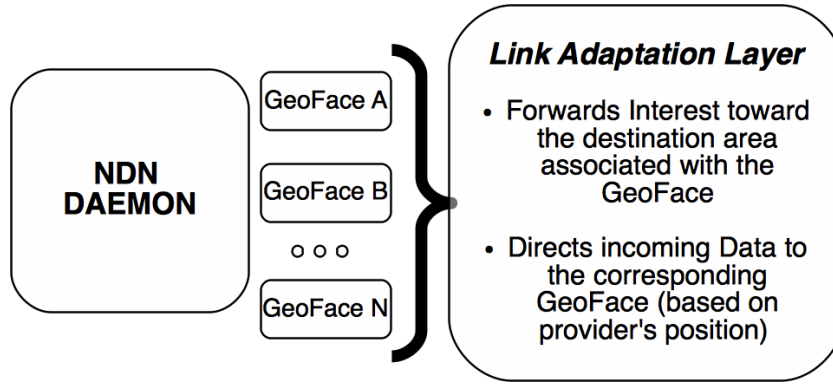 NDN
DAEMON
GeoFace A
GeoFace B
GeoFace N
Link Adaptation Layer
• Forwards Interest toward
the destination area
associated with the
GeoFace
• Directs incoming Data to
the corresponding
GeoFace (based on
provider's position)